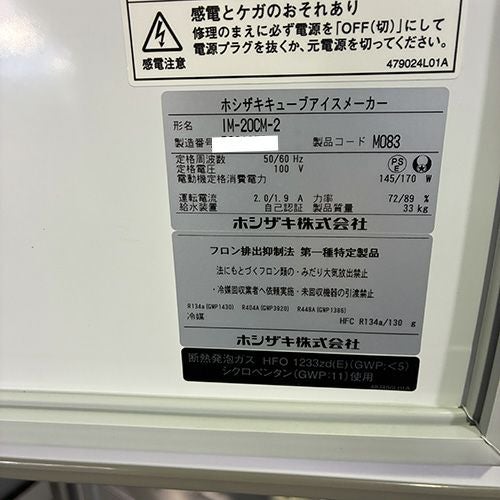 感電とケガのおそれあり
修理のまえに必ず電源を「OFF(切)」にして
電源プラグを抜くか、元電源を切ってください。
感電注意
479024L01A
ホシザキキューブアイスメーカー
形名 IM-20CM-2
製造番号 製品コード M083
定格周波数 50/60 Hz
定格電圧 100 V
電動機定格消費電力 145/170 W
PS
E
運転電流 2.0/1.9 A 力率 72/89 %
給水装置 自己認証 製品質量 33 kg
ホシザキ株式会社
フロン排出抑制法 第一種特定製品
・法にもとづくフロン類の・みだり大気放出禁止
・冷媒回収業者へ依頼実施・未回収機器の引渡禁止
R134a(GWP1430) R404A(GWP3920) R448A(GWP1386)
冷媒 HFC R134a/130 g
ホシザキ株式会社
断熱発泡ガス HFO 1233zd(E)(GWP:<5)
シクロペンタン(GWP:11)使用